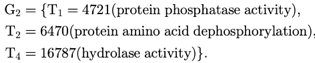 G₂ = {T₁ = 4721(protein phosphatase activity),
T₂ = 6470(protein amino acid dephosphorylation),
T₄ = 16787(hydrolase activity)}.